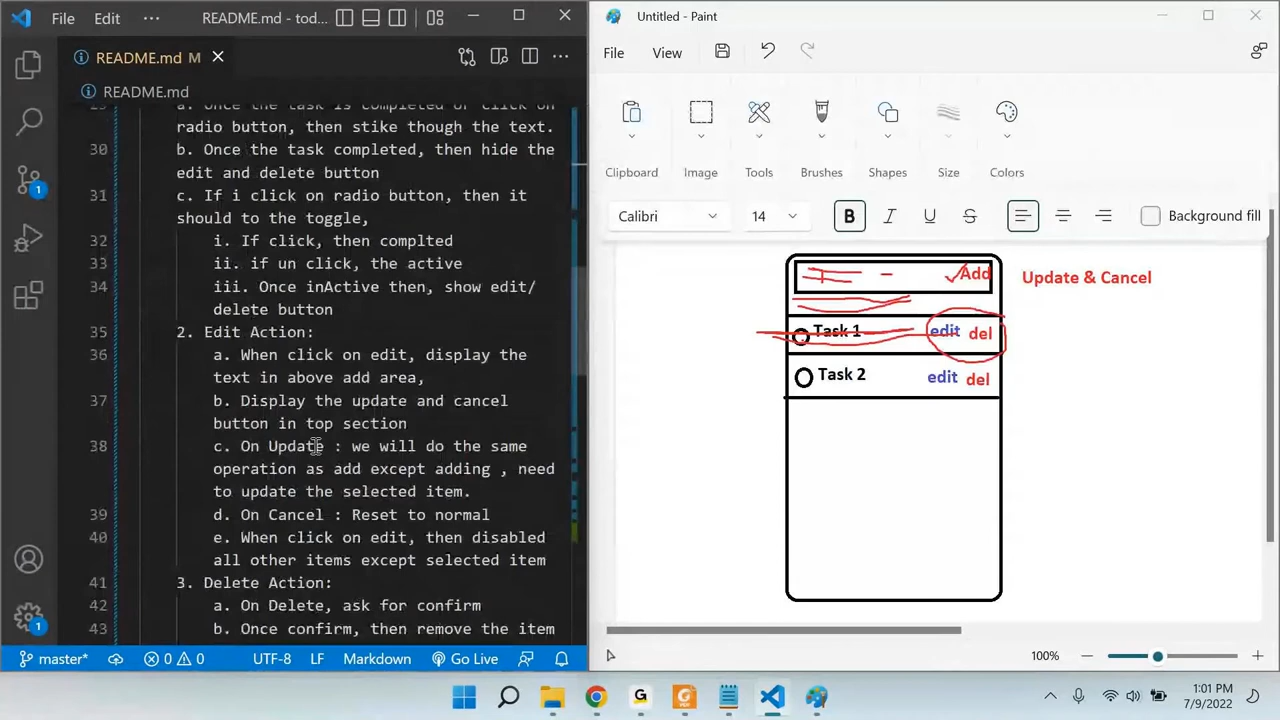 File Edit ... README.md - tod...
README.md M
README.md
29 a. Once the task is completed or click on
radio button, then stike though the text.
30 b. Once the task completed, then hide the
edit and delete button
31 c. If i click on radio button, then it
should to the toggle,
32 i. If click, then complted
33 ii. if un click, the active
34 iii. Once inActive then, show edit/
delete button
35 2. Edit Action:
36 a. When click on edit, display the
text in above add area,
37 b. Display the update and cancel
button in top section
38 c. On Update : we will do the same
operation as add except adding , need
to update the selected item.
39 d. On Cancel : Reset to normal
40 e. When click on edit, then disabled
all other items except selected item
41 3. Delete Action:
42 a. On Delete, ask for confirm
43 b. Once confirm, then remove the item
1
1
master* 0 0 UTF-8 LF Markdown Go Live
Untitled - Paint
File View
Clipboard Image Tools Brushes Shapes Size Colors
Calibri 14 B I U S Background fill
Add
Update & Cancel
Task 1 edit del
Task 2 edit del
100%
G
1:01 PM
7/9/2022